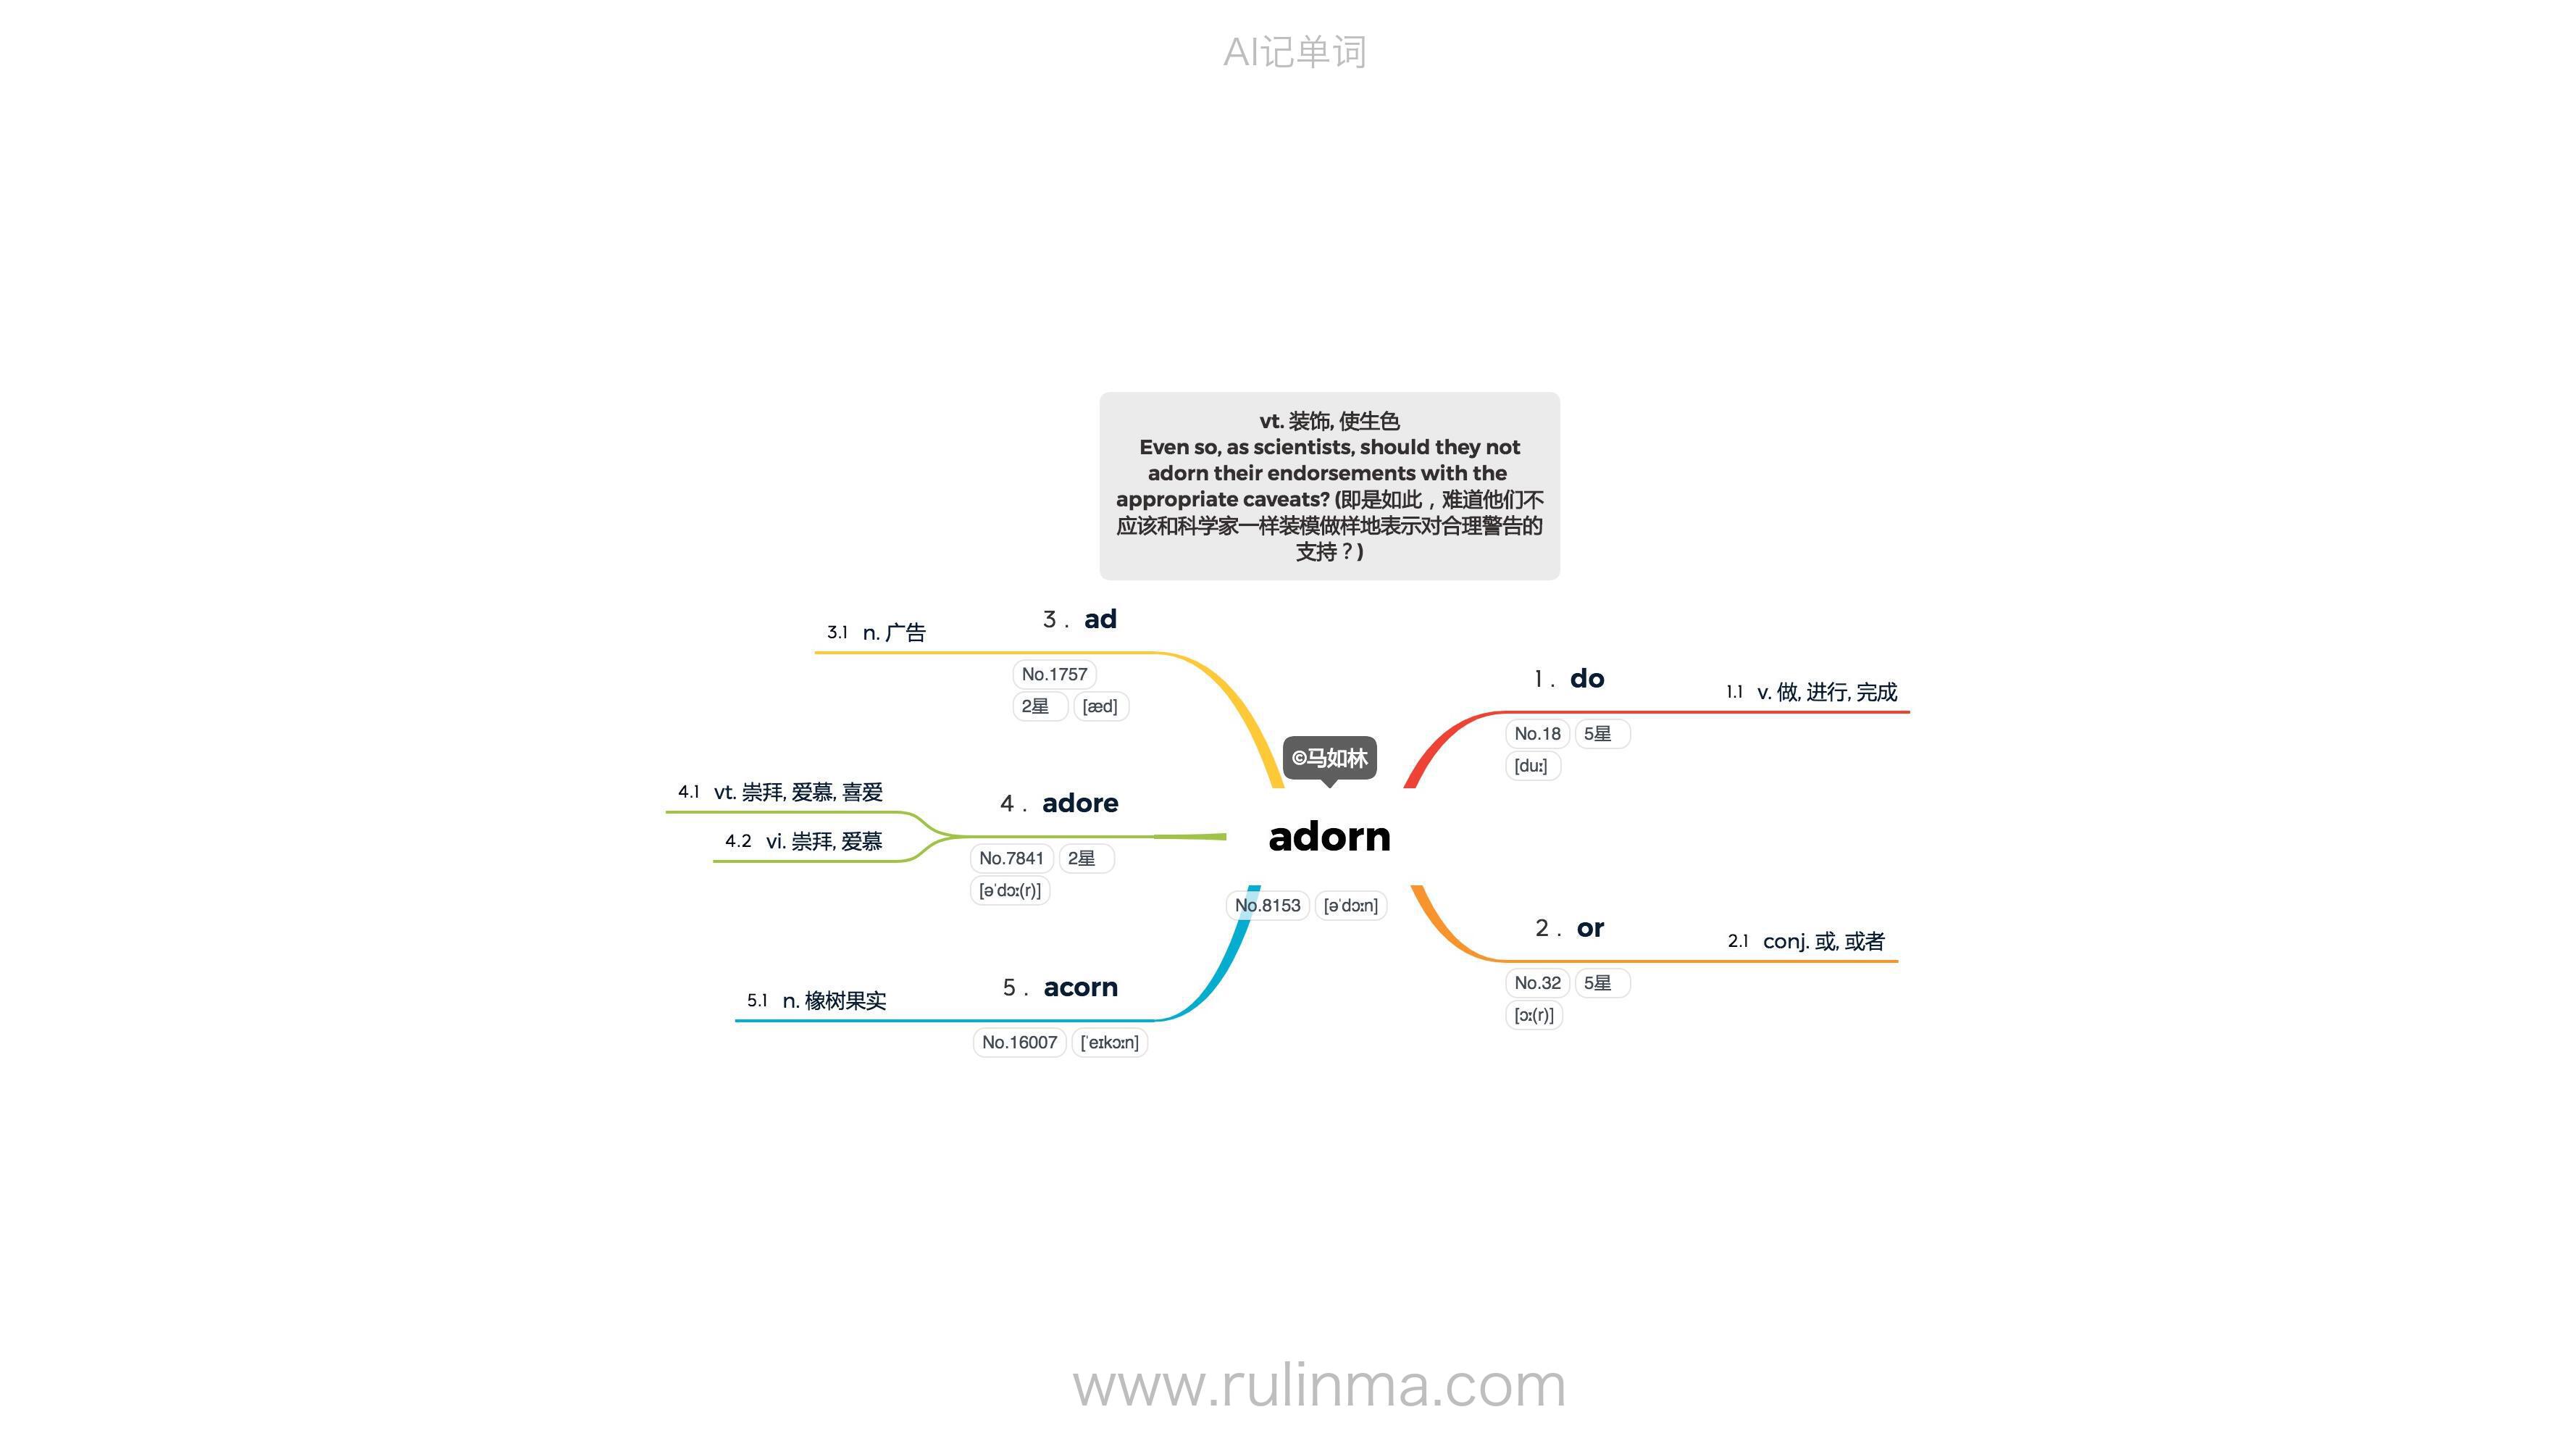 AI记单词
vt. 装饰, 使生色
Even so, as scientists, should they not
adorn their endorsements with the
appropriate caveats? (即是如此，难道他们不
应该和科学家一样装模做样地表示对合理警告的
支持？)
3 . ad
3.1 n. 广告
No.1757
2星 [æd]
1 . do
1.1 v. 做, 进行, 完成
No.18 5星
[duː]
©马如林
4.1 vt. 崇拜, 爱慕, 喜爱
4.2 vi. 崇拜, 爱慕
4 . adore
No.7841 2星
[əˈdɔː(r)]
adorn
No.8153 [əˈdɔːn]
2 . or
2.1 conj. 或, 或者
No.32 5星
[ɔː(r)]
5 . acorn
5.1 n. 橡树果实
No.16007 [ˈeɪkɔːn]
www.rulinma.com